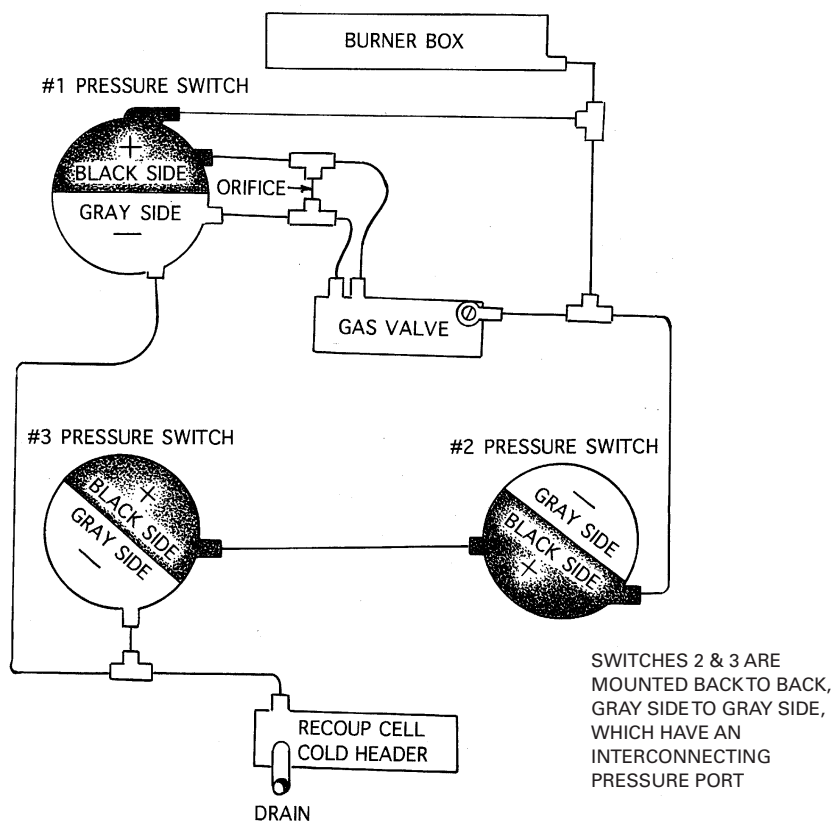 BURNER BOX
#1 PRESSURE SWITCH
+
BLACK SIDE
ORIFICE
GRAY SIDE
—
GAS VALVE
#3 PRESSURE SWITCH
#2 PRESSURE SWITCH
+
BLACK SIDE
GRAY SIDE
—
—
GRAY SIDE
BLACK SIDE
+
SWITCHES 2 & 3 ARE
MOUNTED BACK TO BACK,
GRAY SIDE TO GRAY SIDE,
WHICH HAVE AN
INTERCONNECTING
PRESSURE PORT
RECOUP CELL
COLD HEADER
DRAIN